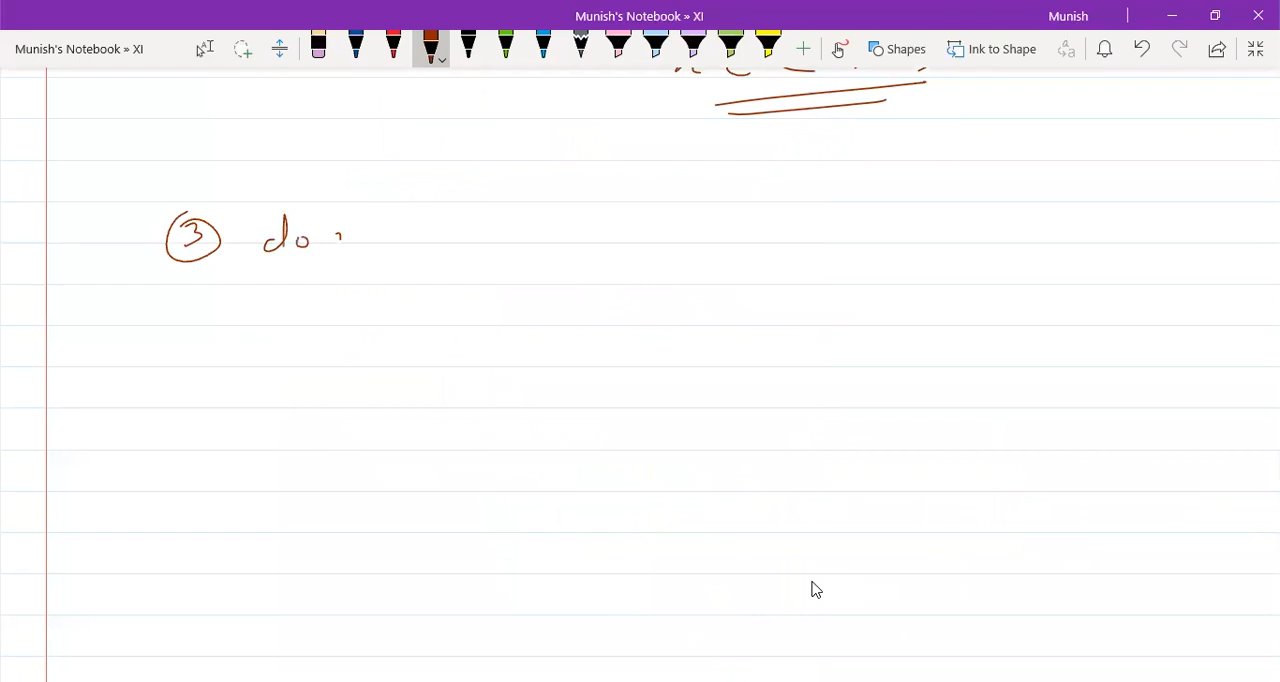 Munish's Notebook » XI
Munish
Munish's Notebook » XI
Shapes
Ink to Shape
3 do